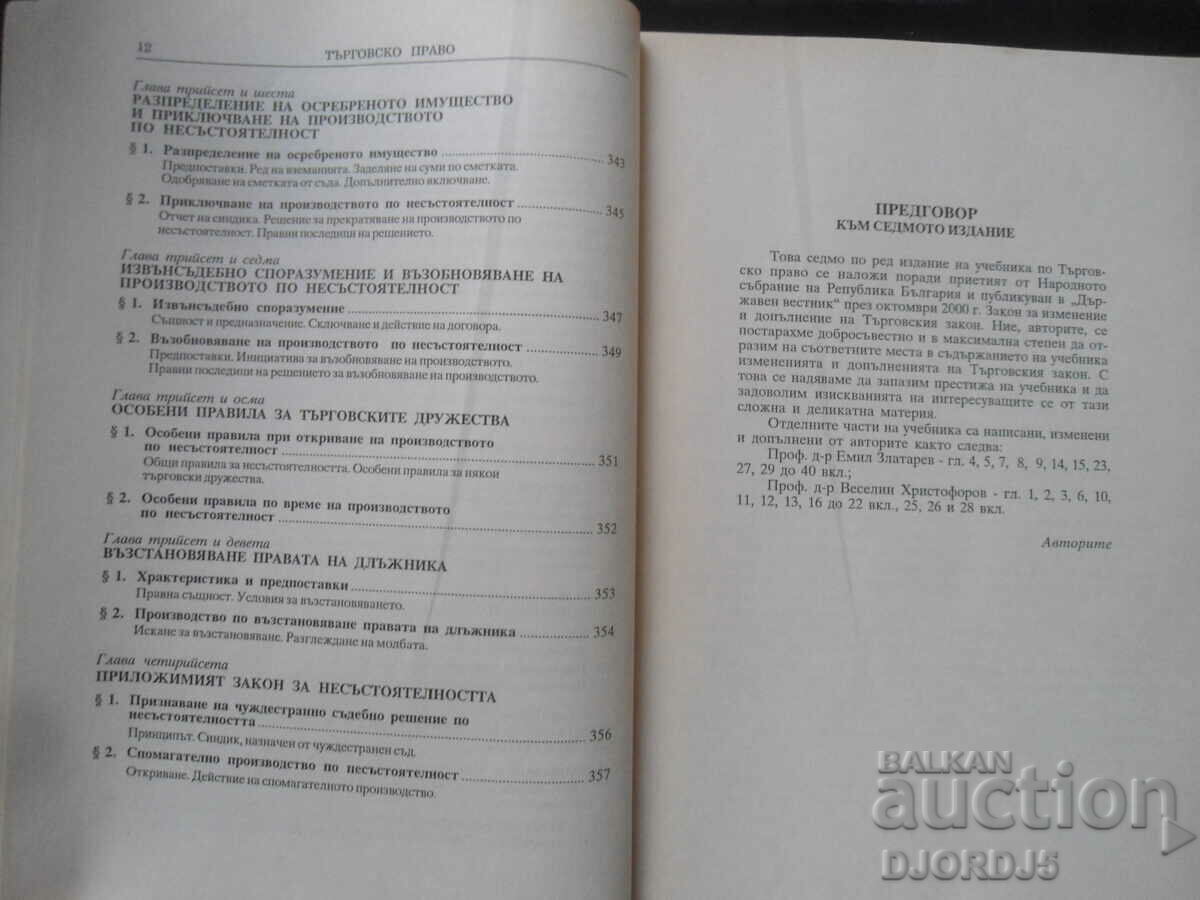 12
ТЪРГОВСКО ПРАВО
Глава трийсет и шеста
РАЗПРЕДЕЛЕНИЕ НА ОСРЕБРЕНОТО ИМУЩЕСТВО
И ПРИКЛЮЧВАНЕ НА ПРОИЗВОДСТВОТО
ПО НЕСЪСТОЯТЕЛНОСТ
§ 1. Разпределение на осребреното имущество 343
Предпоставки. Ред на вземанията. Заделяне на суми по сметката.
Одобряване на сметката от съда. Допълнително включване.
§ 2. Приключване на производството по несъстоятелност 345
Отчет на синдика. Решение за прекратяване на производството по
несъстоятелност. Правни последици на решението.
Глава трийсет и седма
ИЗВЪНСЪДЕБНО СПОРАЗУМЕНИЕ И ВЪЗОБНОВЯВАНЕ НА
ПРОИЗВОДСТВОТО ПО НЕСЪСТОЯТЕЛНОСТ
§ 1. Извънсъдебно споразумение 347
Същност и предназначение. Сключване и действие на договора.
§ 2. Възобновяване на производството по несъстоятелност 349
Предпоставки. Инициатива за възобновяване на производството.
Правни последици на решението за възобновяване на производството.
Глава трийсет и осма
ОСОБЕНИ ПРАВИЛА ЗА ТЪРГОВСКИТЕ ДРУЖЕСТВА
§ 1. Особени правила при откриване на производството
по несъстоятелност 351
Общи правила за несъстоятелността. Особени правила за някои
търговски дружества.
§ 2. Особени правила по време на производството
по несъстоятелност 352
Глава трийсет и девета
ВЪЗСТАНОВЯВАНЕ ПРАВАТА НА ДЛЪЖНИКА
§ 1. Храктеристика и предпоставки 353
Правна същност. Условия за възстановяването.
§ 2. Производство по възстановяване правата на длъжника 354
Искане за възстановяване. Разглеждане на молбата.
Глава четирийсета
ПРИЛОЖИМИЯТ ЗАКОН ЗА НЕСЪСТОЯТЕЛНОСТТА
§ 1. Признаване на чуждестранно съдебно решение по
несъстоятелността 356
Принципът. Синдик, назначен от чуждестранен съд.
§ 2. Спомагателно производство по несъстоятелност 357
Откриване. Действие на спомагателното производство.
ПРЕДГОВОР
КЪМ СЕДМОТО ИЗДАНИЕ
Това седмо по ред издание на учебника по Търгов-
ско право се наложи поради приетият от Народното
събрание на Република България и публикуван в „Дър-
жавен вестник" през октомври 2000 г. Закон за изменение
и допълнение на Търговския закон. Ние, авторите, се
постарахме добросъвестно и в максимална степен да от-
разим на съответните места в съдържанието на учебника
измененията и допълненията на Търговския закон. С
това се надяваме да запазим престижа на учебника и да
задоволим изискванията на интересуващите се от тази
сложна и деликатна материя.
Отделните части на учебника са написани, изменени
и допълнени от авторите както следва:
Проф. д-р Емил Златарев - гл. 4, 5, 7, 8, 9, 14, 15, 23,
27, 29 до 40 вкл.;
Проф. д-р Веселин Христофоров - гл. 1, 2, 3, 6, 10,
11, 12, 13, 16 до 22 вкл., 25, 26 и 28 вкл.
Авторите
BALKAN
auction
DJORDJ5